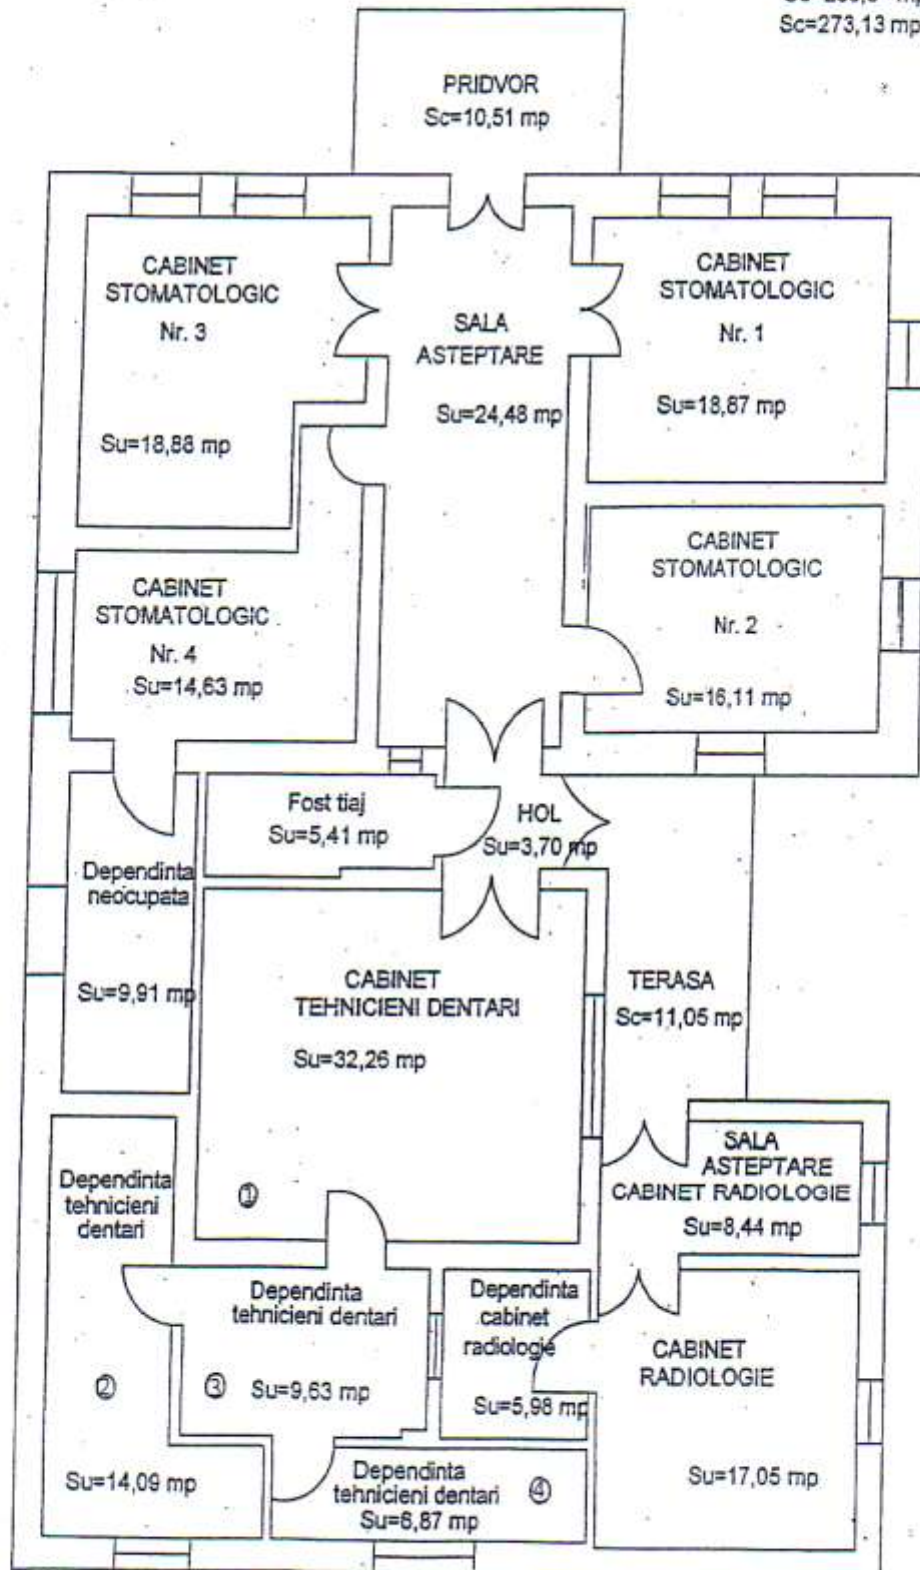 Sc=273,13 mp
PRIDVOR
Sc=10,51 mp
CABINET
STOMATOLOGIC
Nr. 3
Su=18,88 mp
SALA
ASTEPTARE
Su=24,48 mp
CABINET
STOMATOLOGIC
Nr. 1
Su=18,87 mp
CABINET
STOMATOLOGIC
Nr. 2
Su=16,11 mp
CABINET
STOMATOLOGIC
Nr. 4
Su=14,63 mp
Fost tiaj
Su=5,41 mp
HOL
Su=3,70 mp
Dependinta
neocupata
Su=9,91 mp
CABINET
TEHNICIENI DENTARI
Su=32,26 mp
①
TERASA
Sc=11,05 mp
SALA
ASTEPTARE
CABINET RADIOLOGIE
Su=8,44 mp
Dependinta
tehnicieni
dentari
②
Su=14,09 mp
Dependinta
tehnicieni dentari
③ Su=9,63 mp
Dependinta
cabinet
radiologie
Su=5,98 mp
CABINET
RADIOLOGIE
Su=17,05 mp
Dependinta
tehnicieni dentari ④
Su=6,87 mp